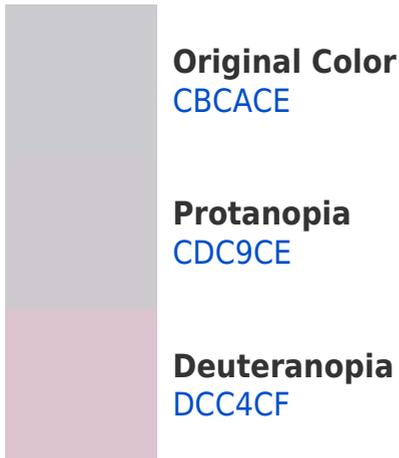 Original Color
CBCACE
Protanopia
CDC9CE
Deuteranopia
DCC4CF